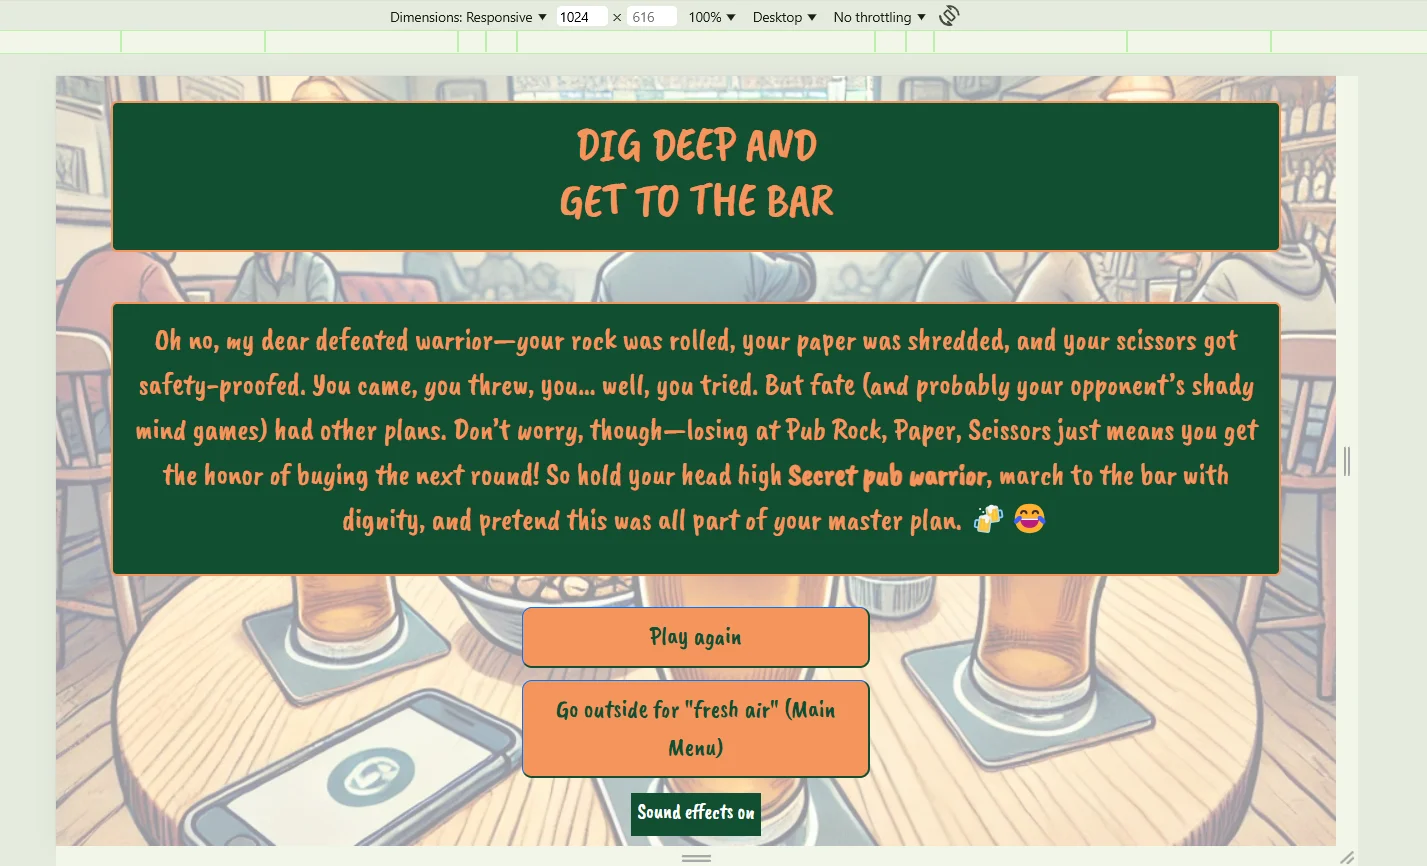 Dimensions: Responsive ▼ 1024 × 616 100% ▼ Desktop ▼ No throttling ▼
DIG DEEP AND
GET TO THE BAR
Oh no, my dear defeated warrior—your rock was rolled, your paper was shredded, and your scissors got
safety-proofed. You came, you threw, you... well, you tried. But fate (and probably your opponent’s shady
mind games) had other plans. Don’t worry, though—losing at Pub Rock, Paper, Scissors just means you get
the honor of buying the next round! So hold your head high Secret pub warrior, march to the bar with
dignity, and pretend this was all part of your master plan. 🍻 😂
Play again
Go outside for "fresh air" (Main
Menu)
Sound effects on